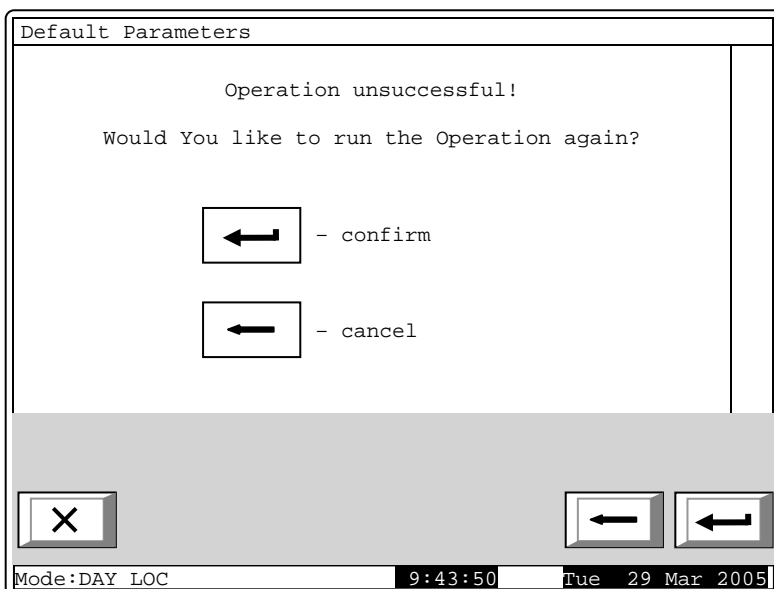 Default Parameters
Operation unsuccessful!
Would You like to run the Operation again?
- confirm
- cancel
Mode:DAY LOC 9:43:50 Tue 29 Mar 2005